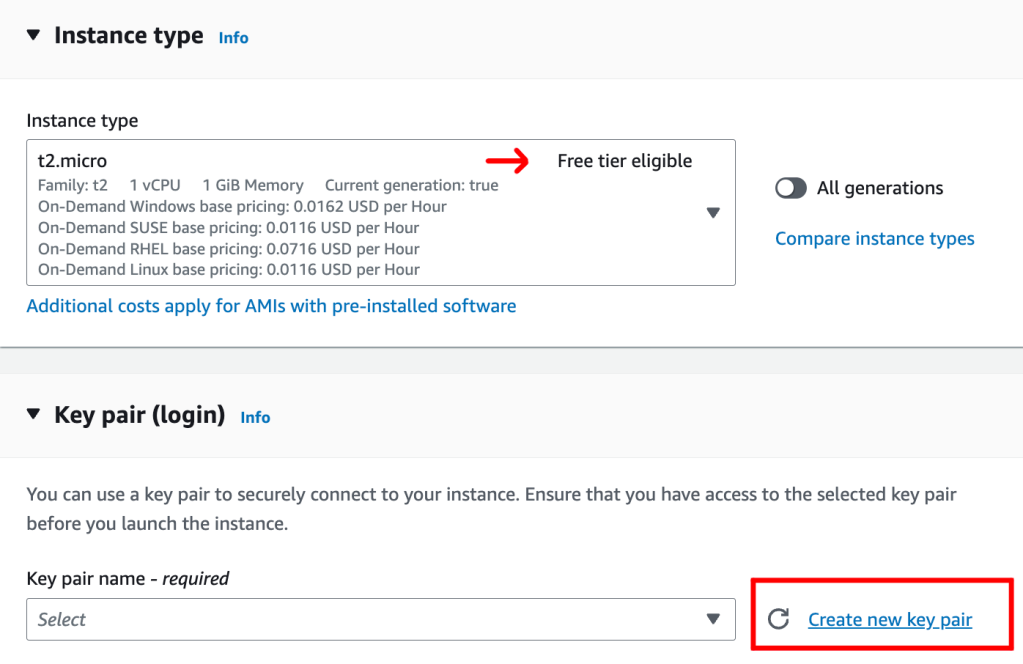 Instance type Info
Instance type
t2.micro Free tier eligible
Family: t2 1 vCPU 1 GiB Memory Current generation: true
On-Demand Windows base pricing: 0.0162 USD per Hour
On-Demand SUSE base pricing: 0.0116 USD per Hour
On-Demand RHEL base pricing: 0.0716 USD per Hour
On-Demand Linux base pricing: 0.0116 USD per Hour
All generations
Compare instance types
Additional costs apply for AMIs with pre-installed software
Key pair (login) Info
You can use a key pair to securely connect to your instance. Ensure that you have access to the selected key pair
before you launch the instance.
Key pair name - required
Select
Create new key pair